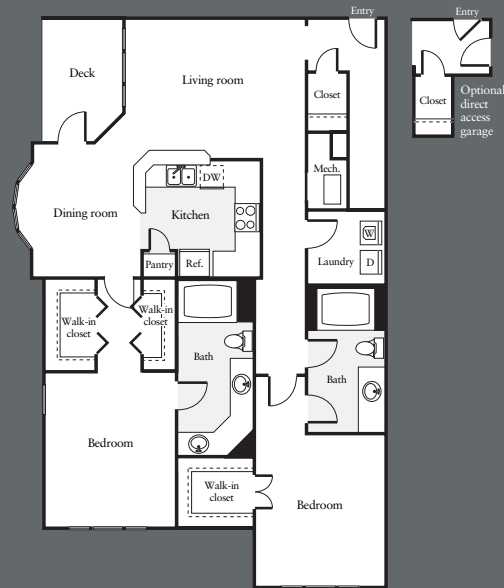 Entry
Entry
Deck
Living room
Closet
Closet
Optional
direct
access
garage
Mech.
DW
Dining room
Kitchen
W
Laundry
D
Pantry
Ref.
Walk-in
closet
Walk-in
closet
Bath
Bath
Bedroom
Walk-in
closet
Bedroom